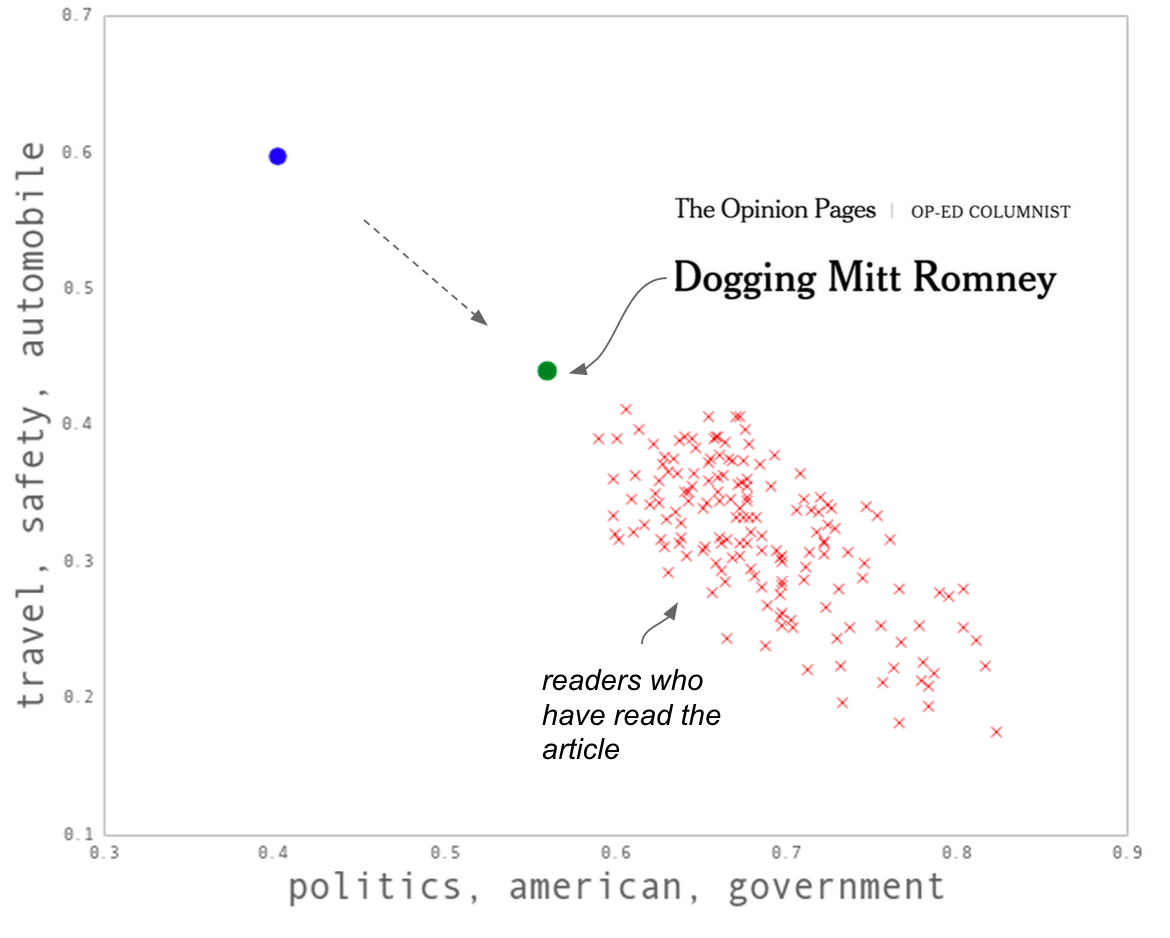 0.7
0.6
0.5
0.4
0.3
0.2
0.1
travel, safety, automobile
The Opinion Pages | OP-ED COLUMNIST
Dogging Mitt Romney
readers who
have read the
article
0.3 0.4 0.5 0.6 0.7 0.8 0.9
politics, american, government